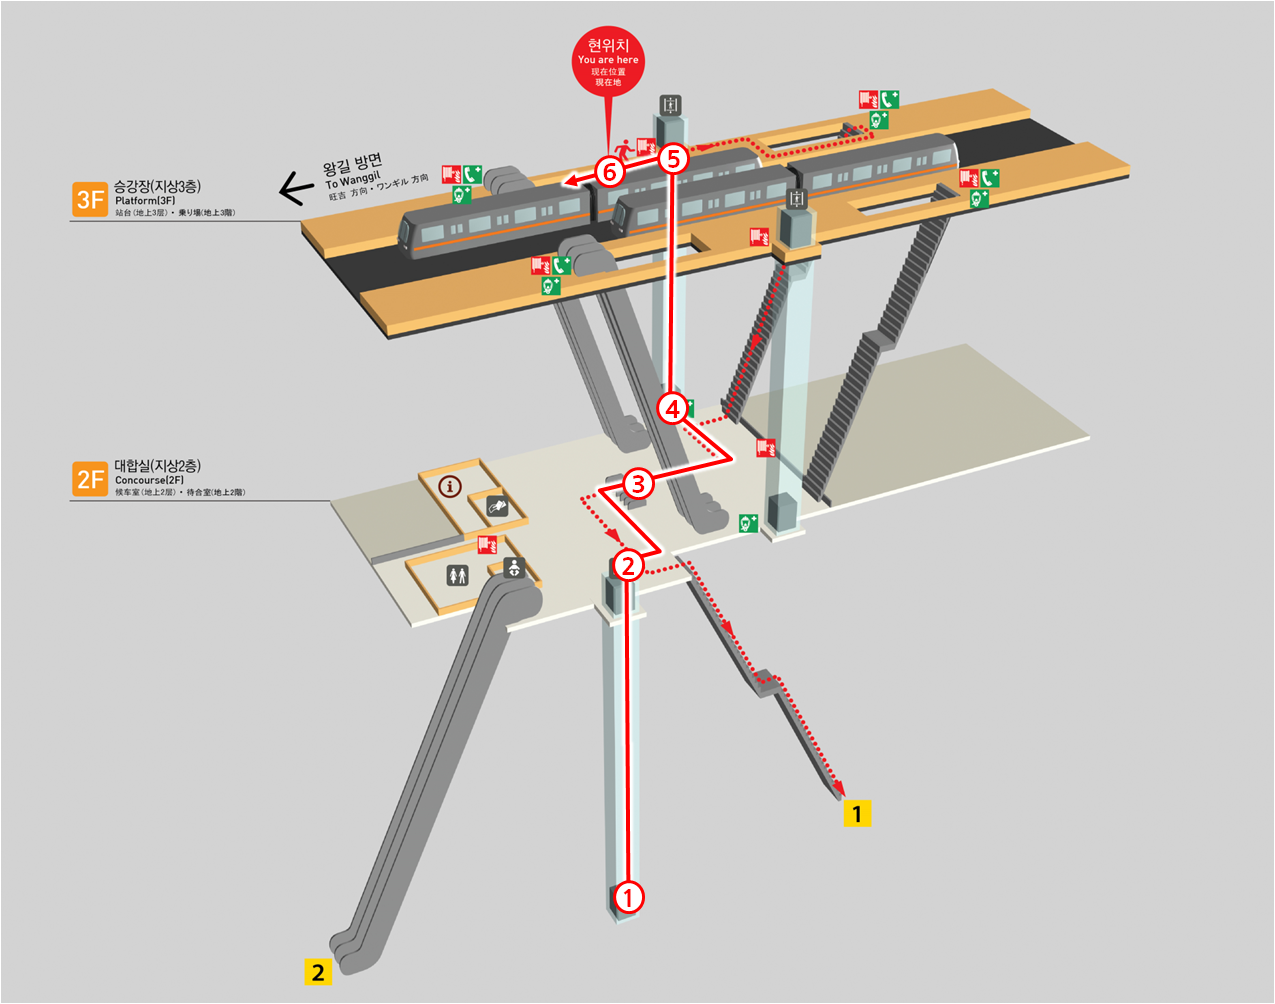 현위치
You are here
现在位置
現在地
왕길 방면
To Wanggil
旺吉 方向・ワンギル 方向
3F
승강장(지상3층)
Platform(3F)
站台(地上3层)・乗り場(地上3階)
6
5
4
2F
대합실(지상2층)
Concourse(2F)
候车室(地上2层)・待合室(地上2階)
3
2
1
1
2